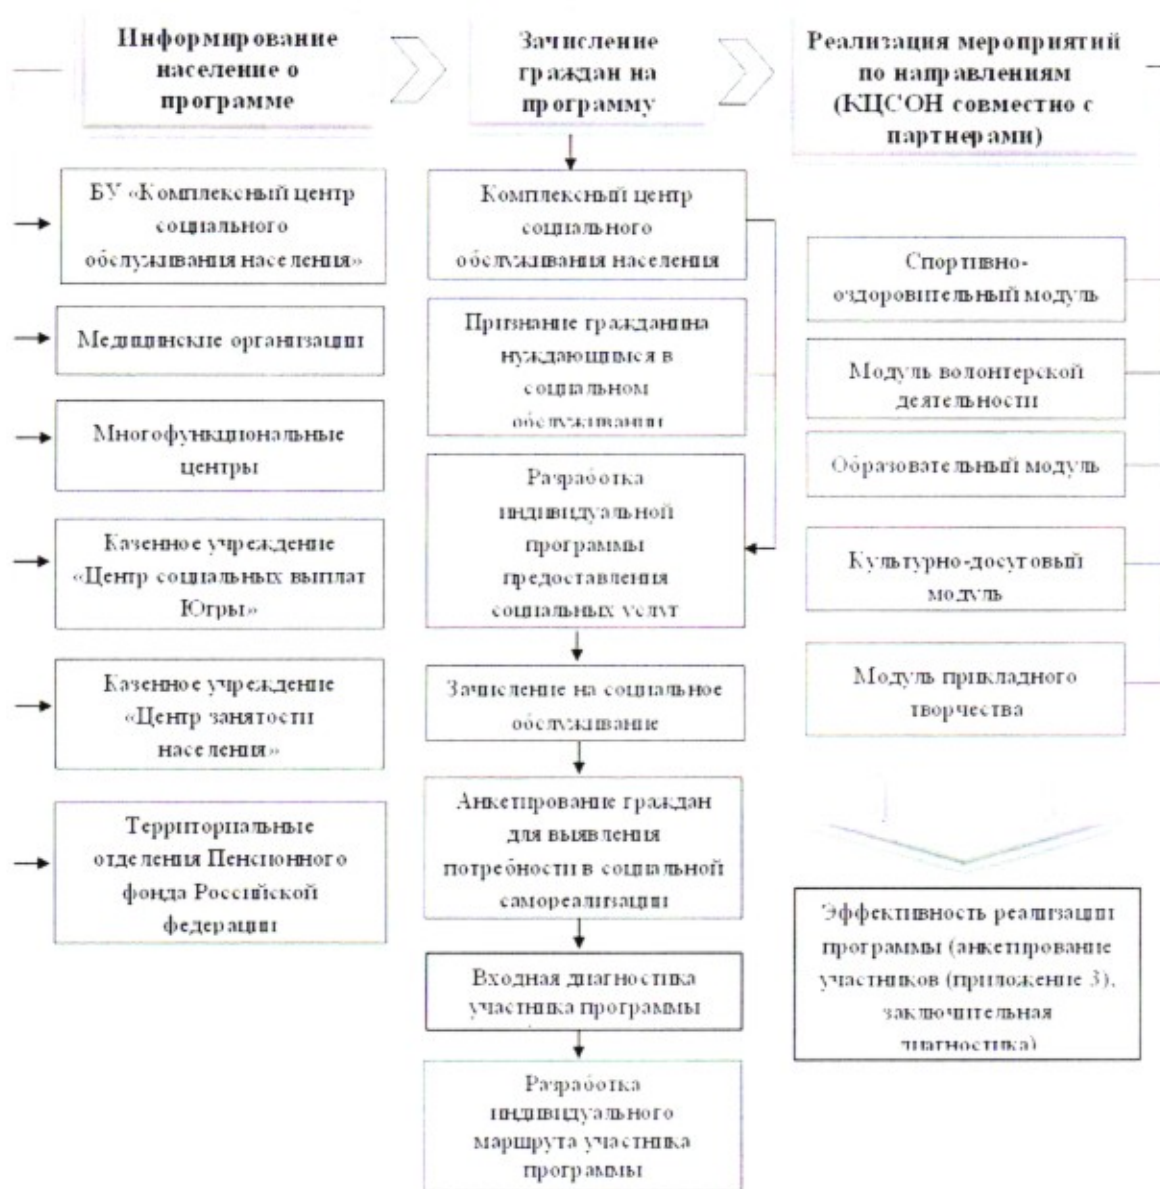 Информирование
население о
программе
Зачисление
граждан на
программу
Реализация мероприятий
по направлениям
(КЦСОН совместно с
партнерами)
БУ «Комплексный центр
социального
обслуживания населения»
Медицинские организации
Многофункциональные
центры
Казенное учреждение
«Центр социальных выплат
Югры»
Казенное учреждение
«Центр занятости
населения»
Территориальные
отделения Пенсионного
фонда Российской
федерации
Комплексный центр
социального
обслуживания населения
Признание гражданина
нуждающимся в
социальном
обслуживании
Разработка
индивидуальной
программы
предоставления
социальных услуг
Зачисление на социальное
обслуживание
Анкетирование граждан
для выявления
потребности в социальной
самореализации
Входная диагностика
участника программы
Разработка
индивидуального
маршрута участника
программы
Спортивно-
оздоровительный модуль
Модуль волонтерской
деятельности
Образовательный модуль
Культурно-досуговый
модуль
Модуль прикладного
творчества
Эффективность реализации
программы (анкетирование
участников (приложение 3),
заключительная
диагностика)